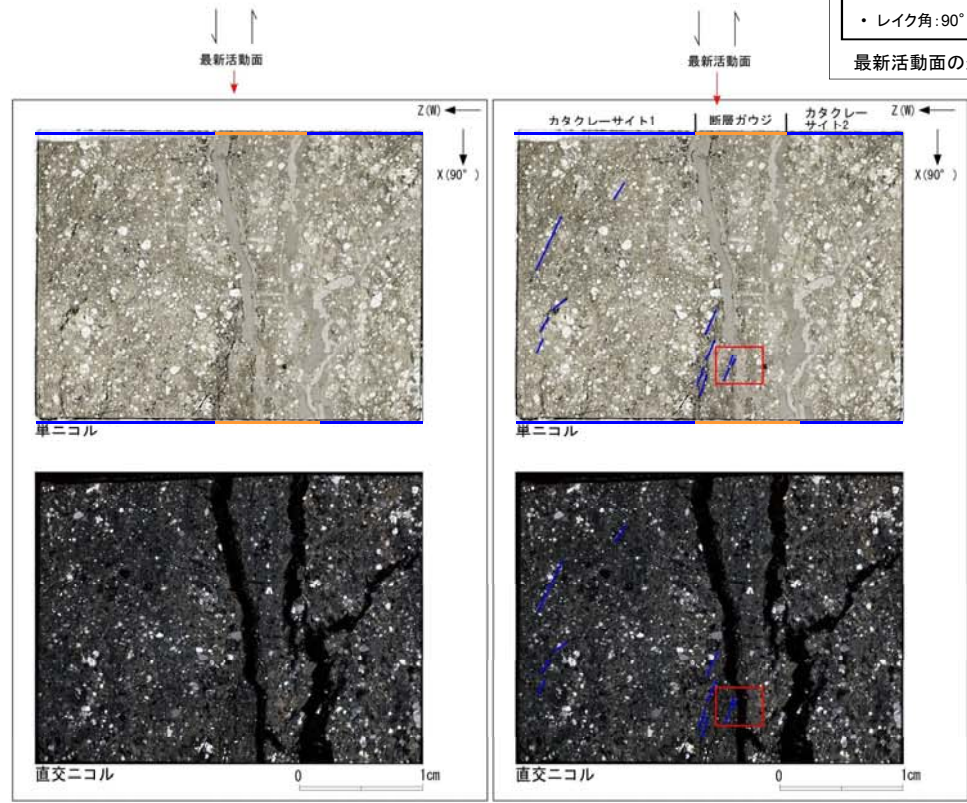 ・ レイク角:90°
最新活動面の
最新活動面
最新活動面
Z(W)
X(90°)
カタクレーサイト1
断層ガウジ
カタクレー
サイト2
Z(W)
X(90°)
単ニコル
単ニコル
直交ニコル
0
1cm
直交ニコル
0
1cm